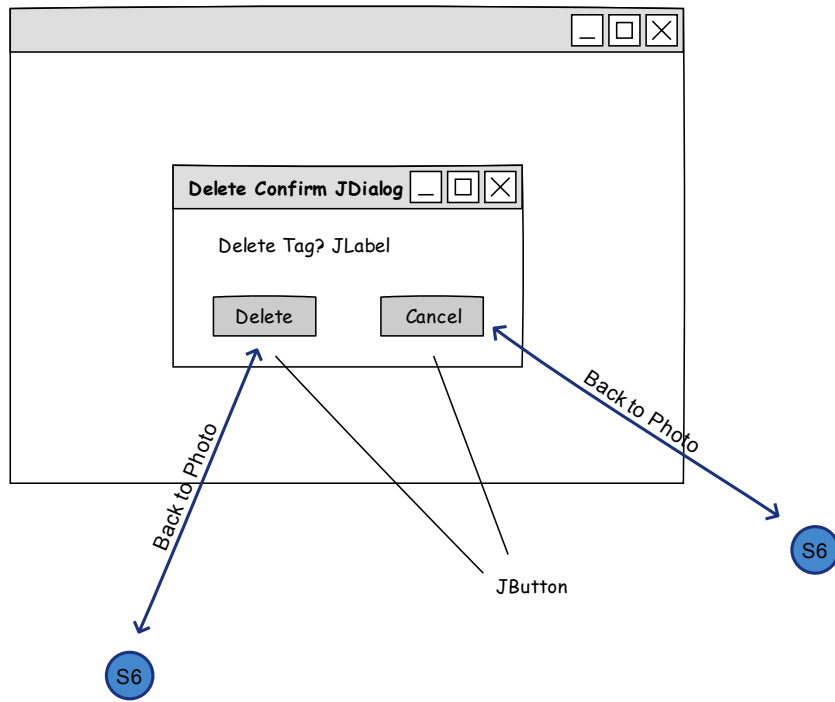 Delete Confirm JDialog
Delete Tag? JLabel
Delete
Cancel
Back to Photo
Back to Photo
S6
JButton
S6